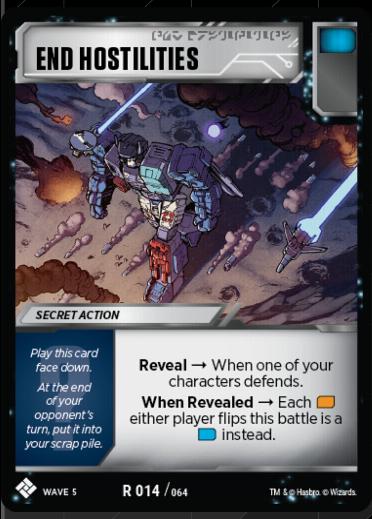 END HOSTILITIES
SECRET ACTION
Play this card
face down.
At the end
of your
opponent's
turn, put it into
your scrap pile.
Reveal → When one of your
characters defends.
When Revealed → Each
either player flips this battle is a
instead.
WAVE 5
R 014 / 064
TM & © Hasbro. © Wizards.